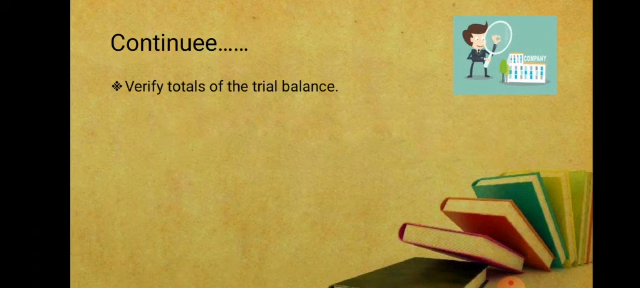 Continuee......
❖ Verify totals of the trial balance.
COMPANY